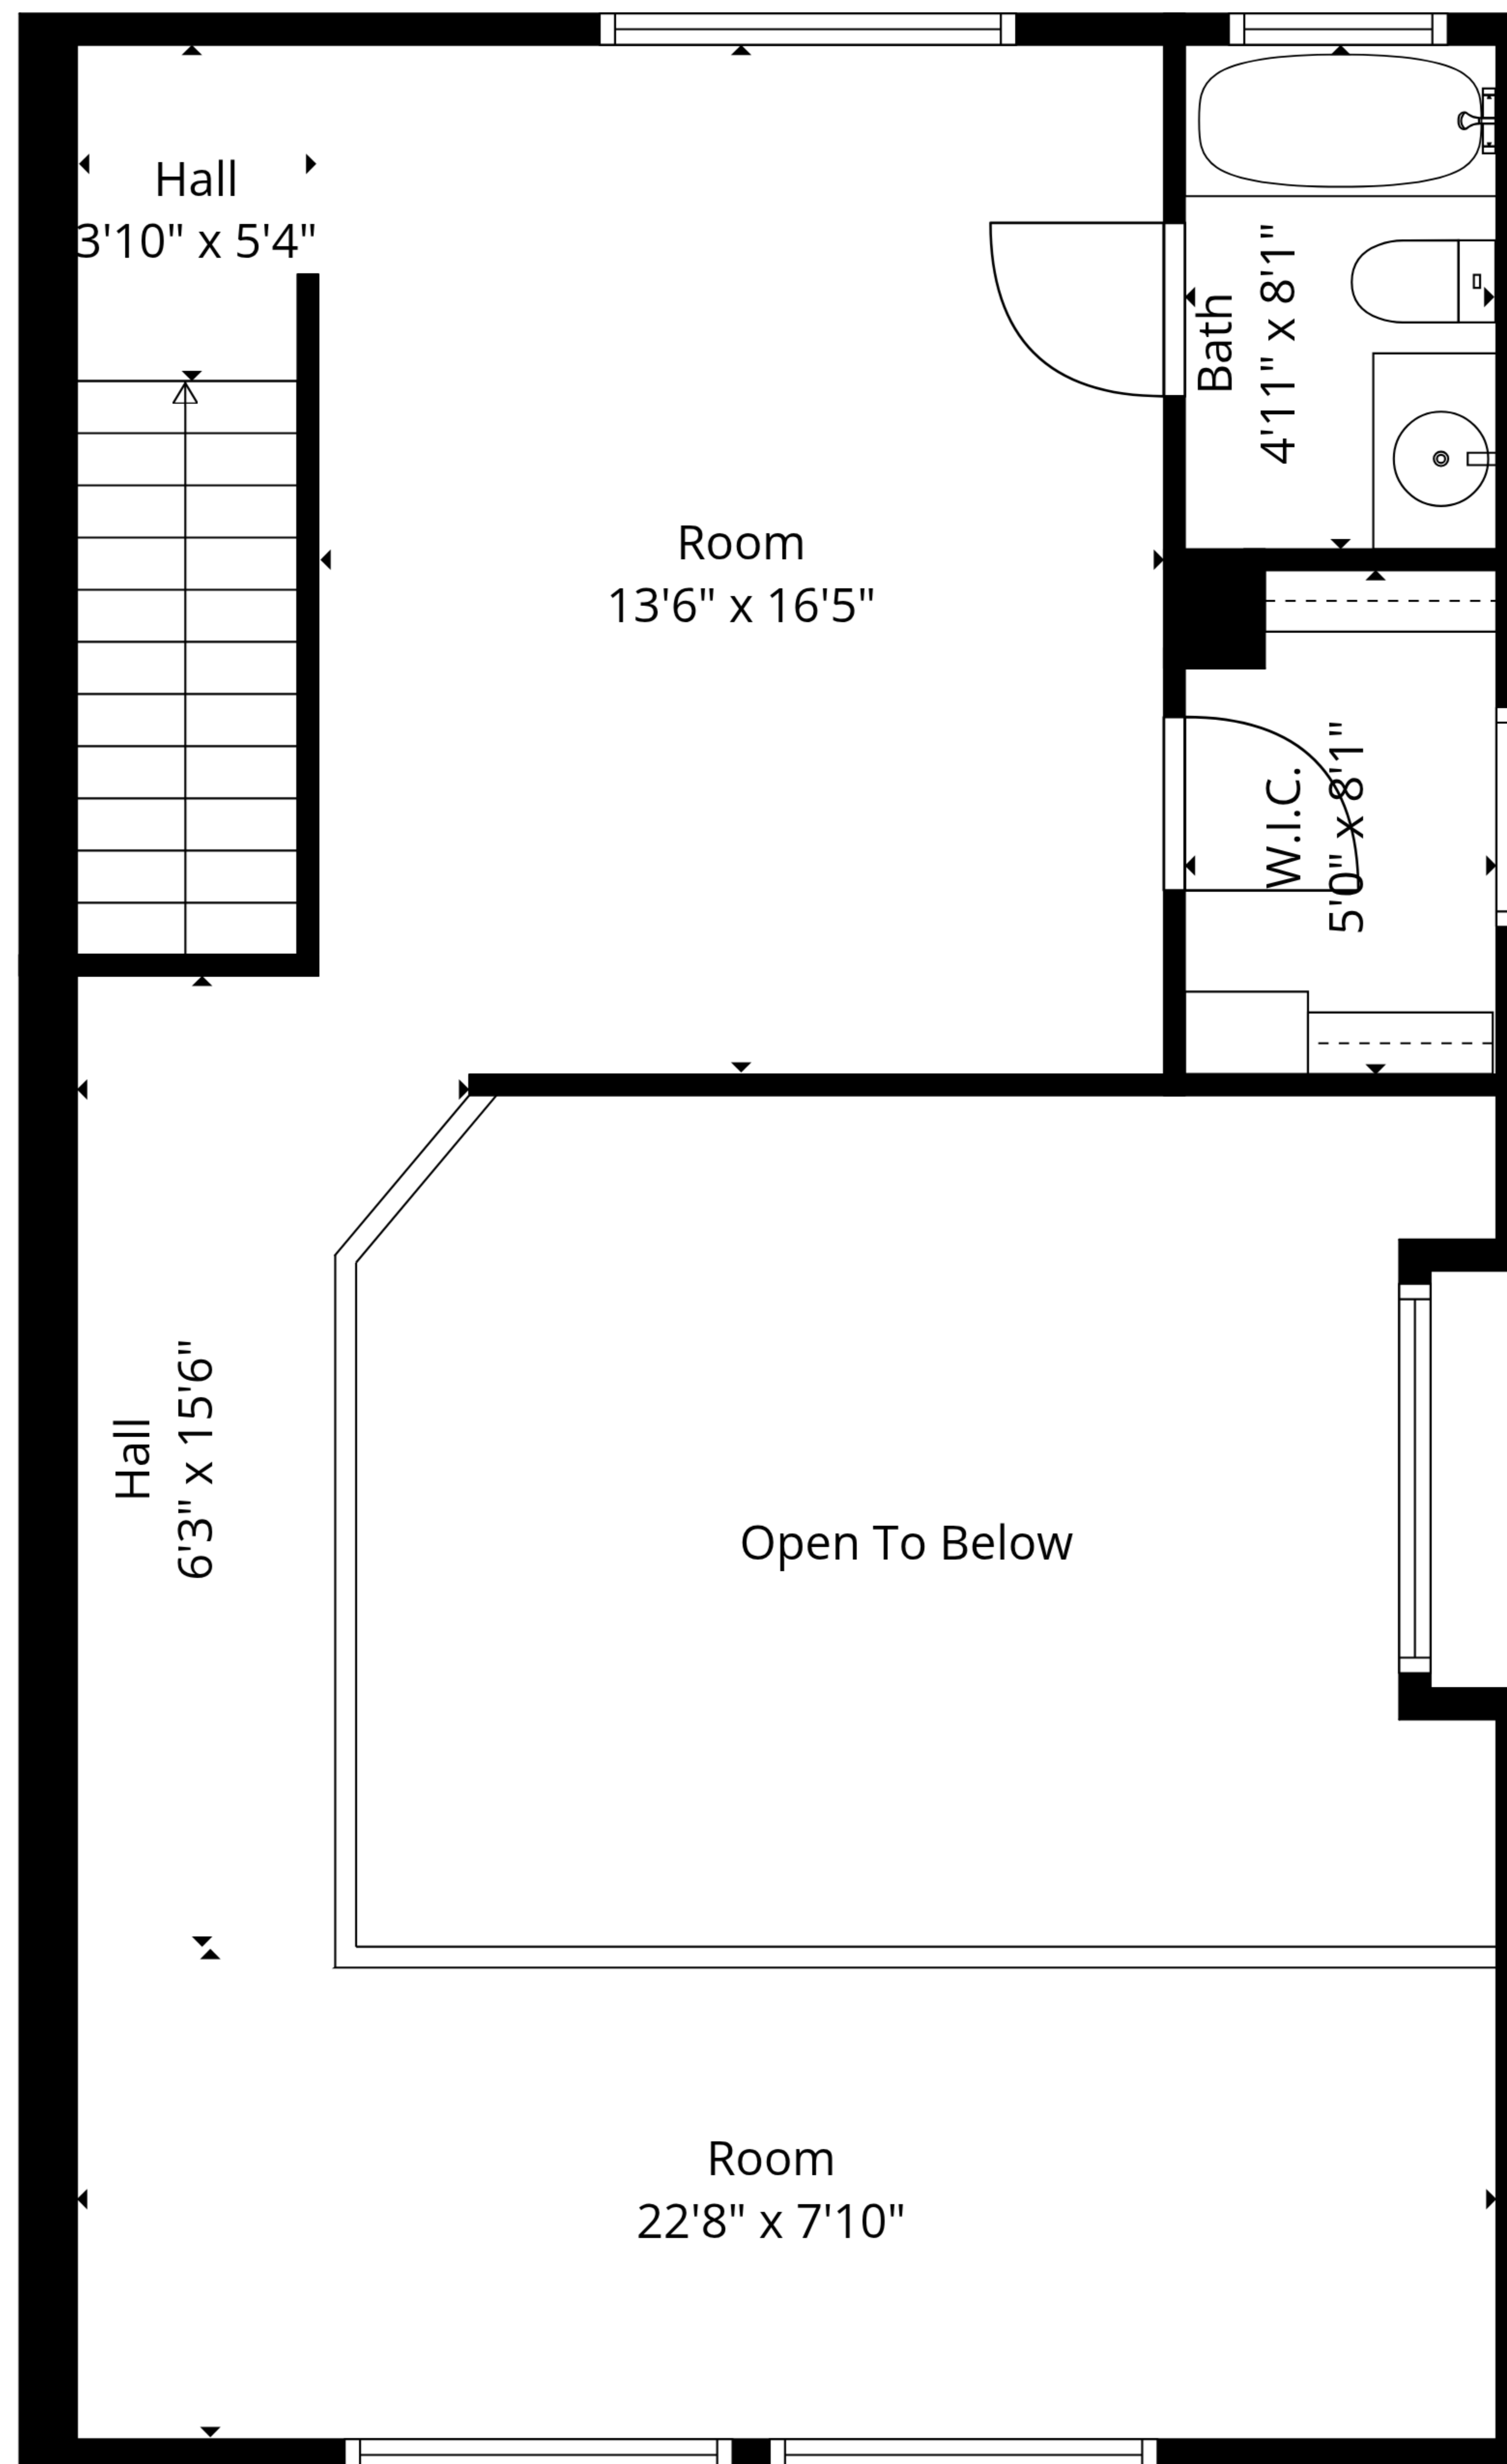 Hall
3'10" x 5'4"
Bath
4'11" x 8'1"
Room
13'6" x 16'5"
W.I.C.
5'0" x 8'1"
Hall
6'3" x 15'6"
Open To Below
Room
22'8" x 7'10"